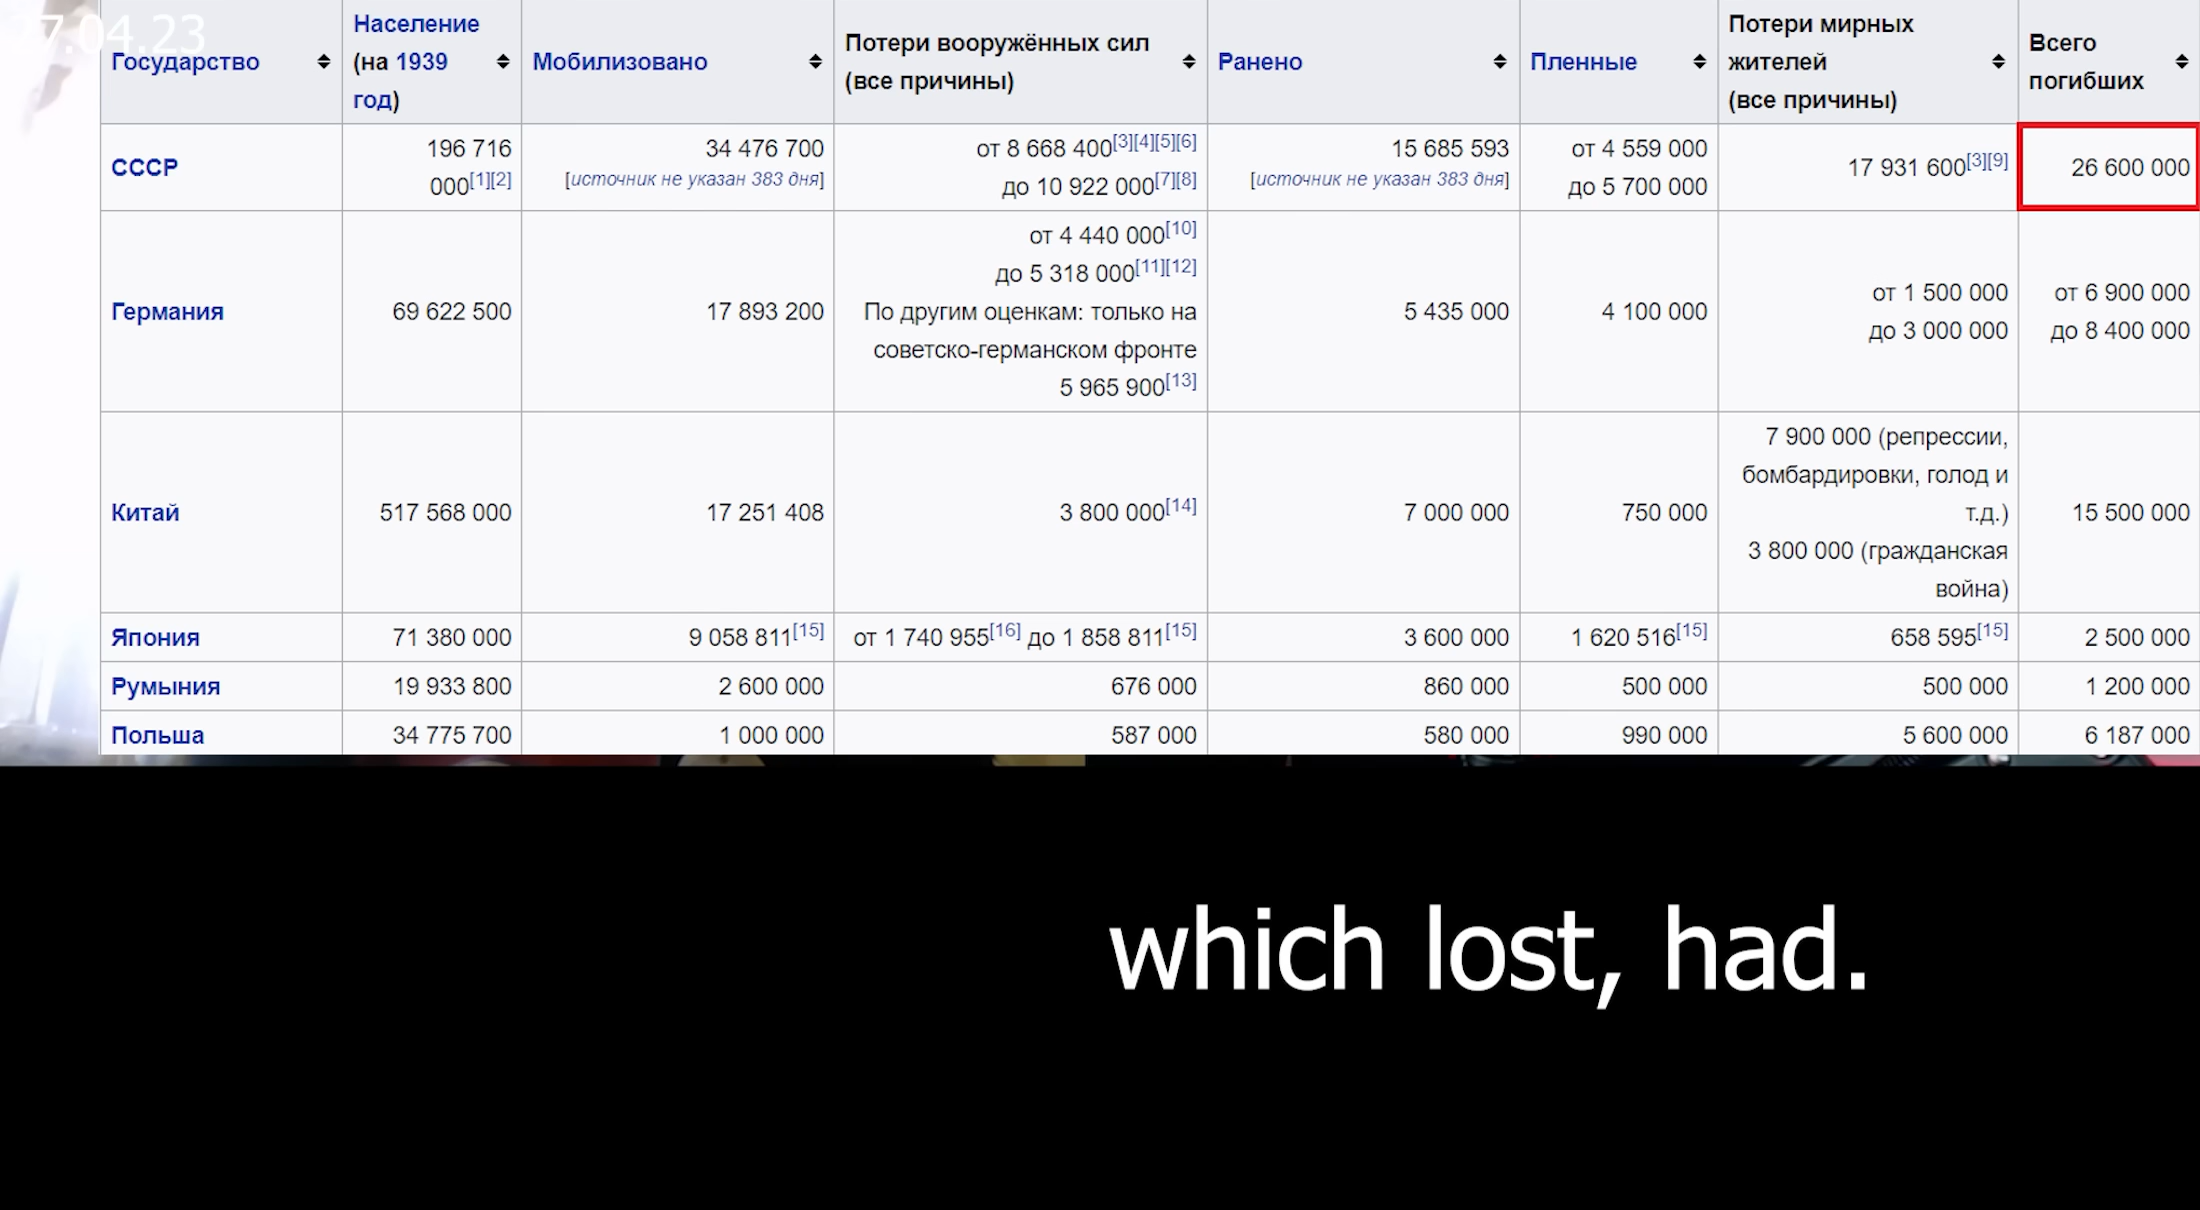 7.04.23
Государство
Население
(на 1939
год)
Мобилизовано
Потери вооружённых сил
(все причины)
Ранено
Пленные
Потери мирных
жителей
(все причины)
Всего
погибших
СССР
196 716
000[1][2]
34 476 700
[источник не указан 383 дня]
от 8 668 400[3][4][5][6]
до 10 922 000[7][8]
15 685 593
[источник не указан 383 дня]
от 4 559 000
до 5 700 000
17 931 600[3][9]
26 600 000
Германия
69 622 500
17 893 200
от 4 440 000[10]
до 5 318 000[11][12]
По другим оценкам: только на
советско-германском фронте
5 965 900[13]
5 435 000
4 100 000
от 1 500 000
до 3 000 000
от 6 900 000
до 8 400 000
Китай
517 568 000
17 251 408
3 800 000[14]
7 000 000
750 000
7 900 000 (репрессии,
бомбардировки, голод и
т.д.)
3 800 000 (гражданская
война)
15 500 000
Япония
71 380 000
9 058 811[15]
от 1 740 955[16] до 1 858 811[15]
3 600 000
1 620 516[15]
658 595[15]
2 500 000
Румыния
19 933 800
2 600 000
676 000
860 000
500 000
500 000
1 200 000
Польша
34 775 700
1 000 000
587 000
580 000
990 000
5 600 000
6 187 000
which lost, had.